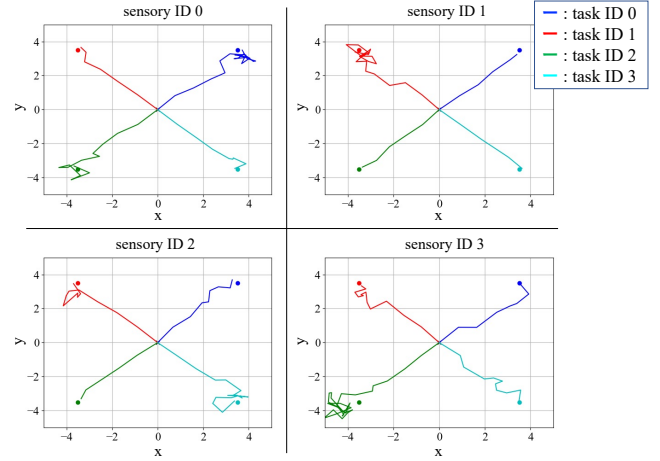 sensory ID 0
sensory ID 1
: task ID 0
: task ID 1
: task ID 2
: task ID 3
y
4
2
0
−2
−4
−4
−2
0
2
4
x
y
4
2
0
−2
−4
−4
−2
0
2
4
x
sensory ID 2
sensory ID 3
y
4
2
0
−2
−4
−4
−2
0
2
4
x
y
4
2
0
−2
−4
−4
−2
0
2
4
x